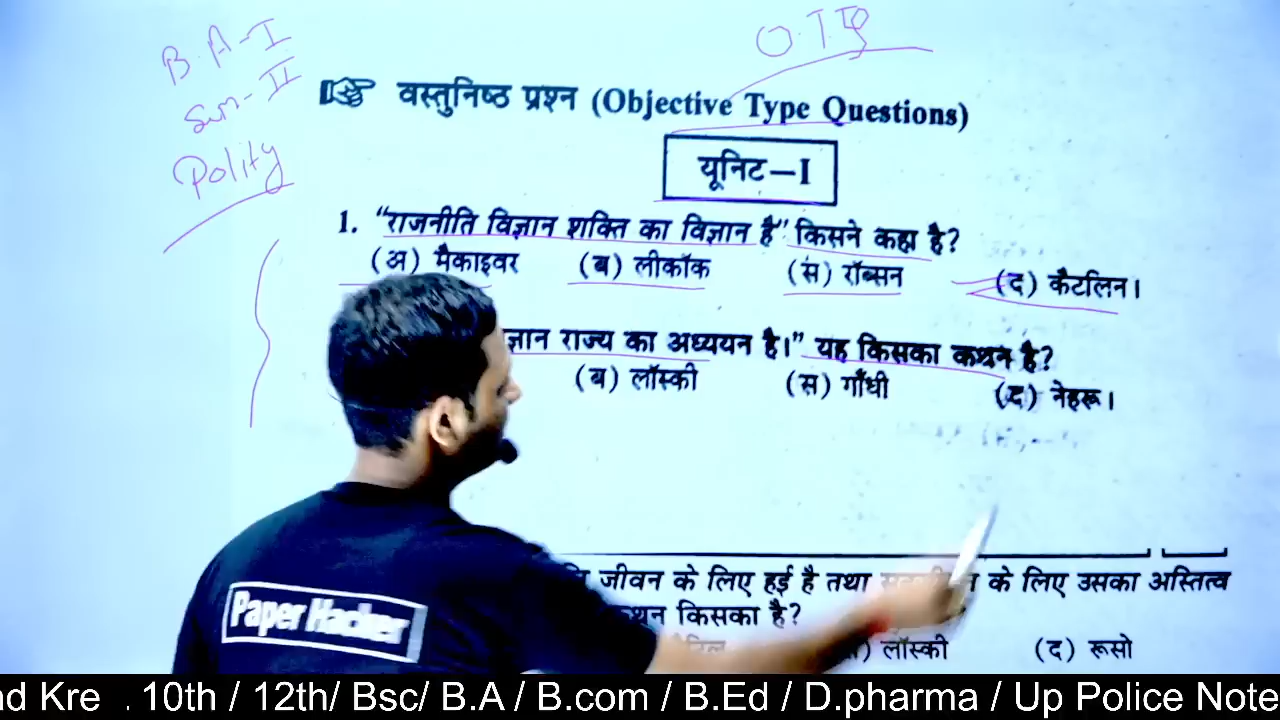 B.A-I
Sem-II
Polity
O.T.Q
वस्तुनिष्ठ प्रश्न (Objective Type Questions)
यूनिट—I
1. “राजनीति विज्ञान शक्ति का विज्ञान है” किसने कहा है?
(अ) मैकाइवर (ब) लीकॉक (स) रॉब्सन (द) कैटलिन।
राज्य का अध्ययन है।” यह किसका कथन है?
(ब) लॉस्की (स) गाँधी (द) नेहरू।
जीवन के लिए हुई है तथा के लिए उसका अस्तित्व
किसका है?
लॉस्की (द) रूसो
Paper Hacker
nd Kre . 10th / 12th/ Bsc/ B.A / B.com / B.Ed / D.pharma / Up Police Note